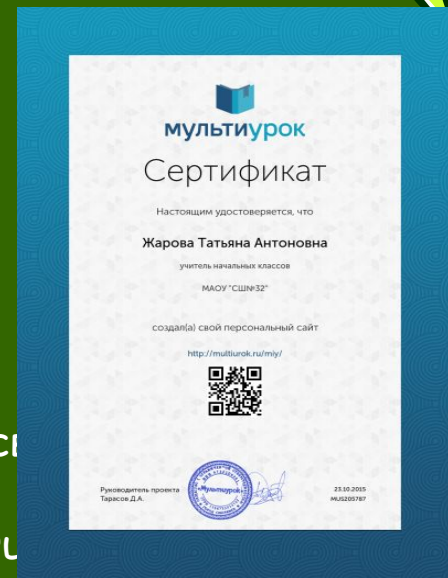 мультиурок
Сертификат
Настоящим удостоверяется, что
Жарова Татьяна Антоновна
учитель начальных классов
МАОУ "СШ№32"
создал(а) свой персональный сайт
http://multiurok.ru/miy/
Руководитель проекта
Тарасов Д.А.
Мультиурок
23.10.2015
MUS205787